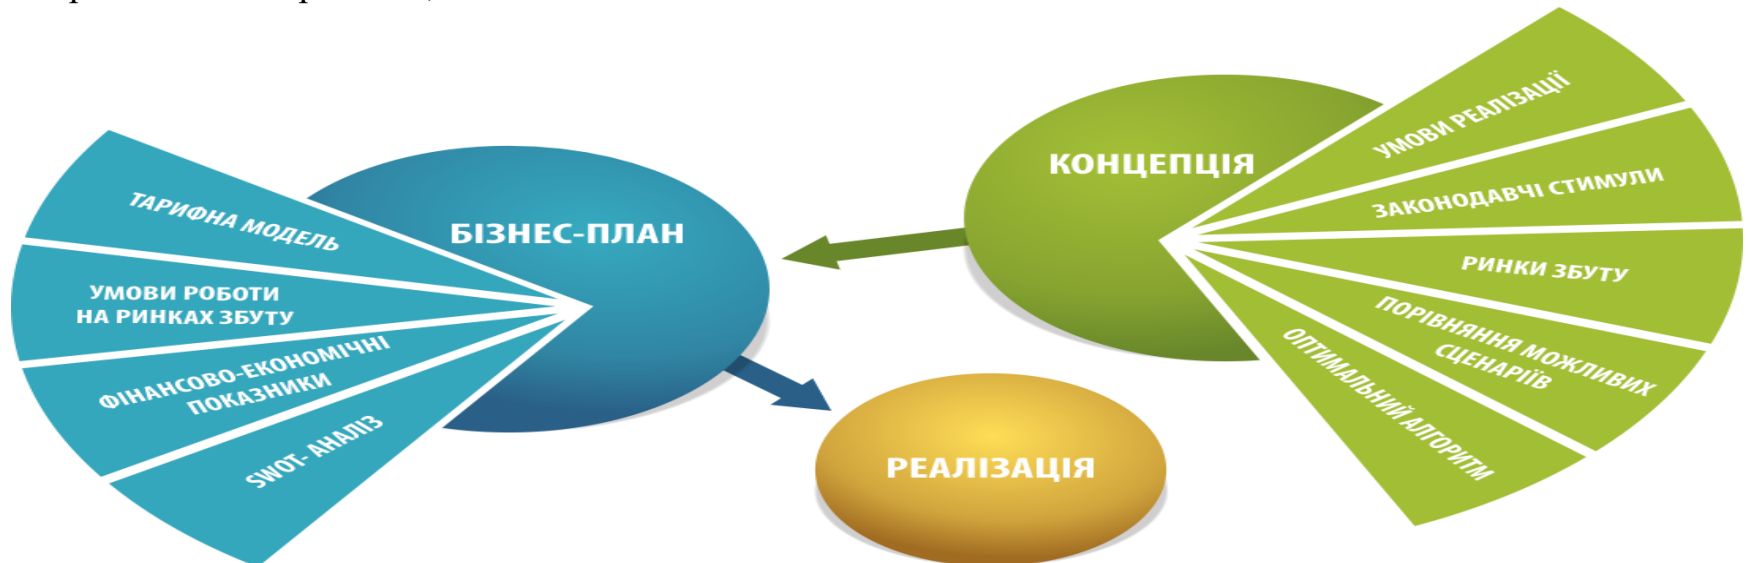 КОНЦЕПЦІЯ
УМОВИ РЕАЛІЗАЦІЇ
ЗАКОНОДАВЧІ СТИМУЛИ
РИНКИ ЗБУТУ
ПОРІВНЯННЯ МОЖЛИВИХ
СЦЕНАРІЇВ
ОПТИМАЛЬНИЙ АЛГОРИТМ
БІЗНЕС-ПЛАН
ТАРИФНА МОДЕЛЬ
УМОВИ РОБОТИ
НА РИНКАХ ЗБУТУ
ФІНАНСОВО-ЕКОНОМІЧНІ
ПОКАЗНИКИ
SWOT- АНАЛІЗ
РЕАЛІЗАЦІЯ